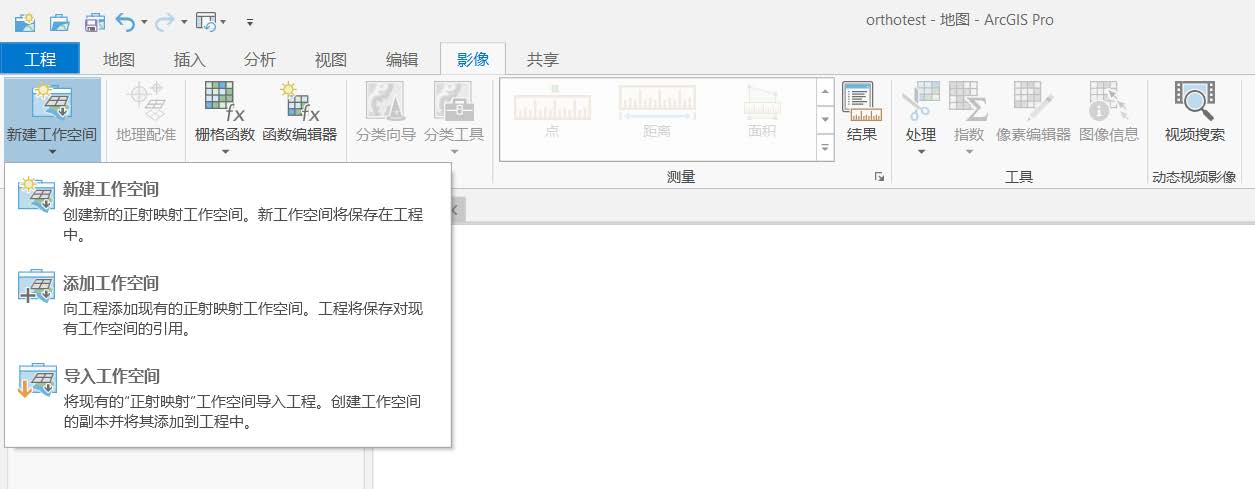 orthotest - 地图 - ArcGIS Pro
工程 地图 插入 分析 视图 编辑 影像 共享
新建工作空间 地理配准 栅格函数 函数编辑器 分类向导 分类工具 点 距离 面积 结果 处理 指数 像素编辑器 图像信息 视频搜索
测量 工具 动态视频影像
新建工作空间
创建新的正射映射工作空间。新工作空间将保存在工程
中。
添加工作空间
向工程添加现有的正射映射工作空间。工程将保存对现
有工作空间的引用。
导入工作空间
将现有的“正射映射”工作空间导入工程。创建工作空间
的副本并将其添加到工程中。